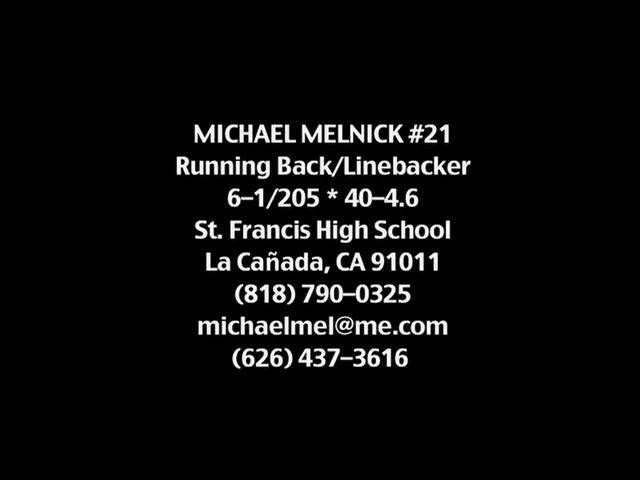 MICHAEL MELNICK #21
Running Back/Linebacker
6–1/205 * 40–4.6
St. Francis High School
La Cañada, CA 91011
(818) 790–0325
michaelmel@me.com
(626) 437–3616